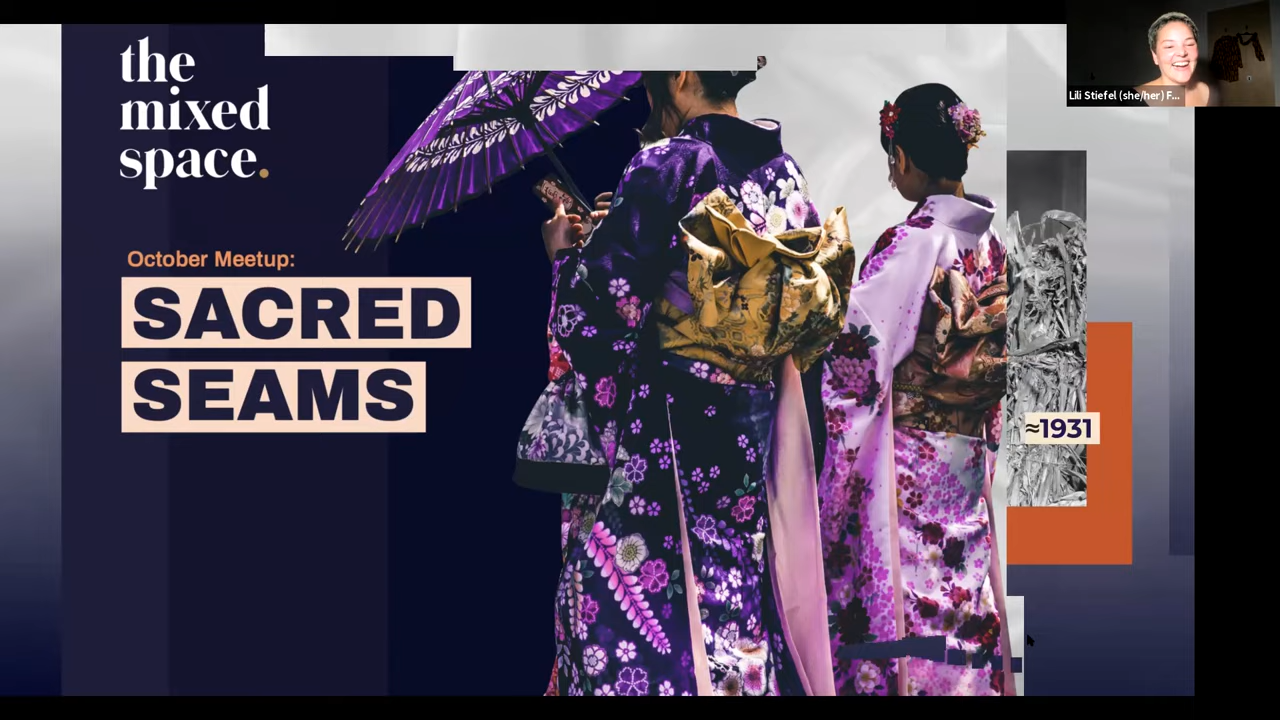 the
mixed
space.
October Meetup:
SACRED
SEAMS
≈1931
Lili Stiefel (she/her) F...